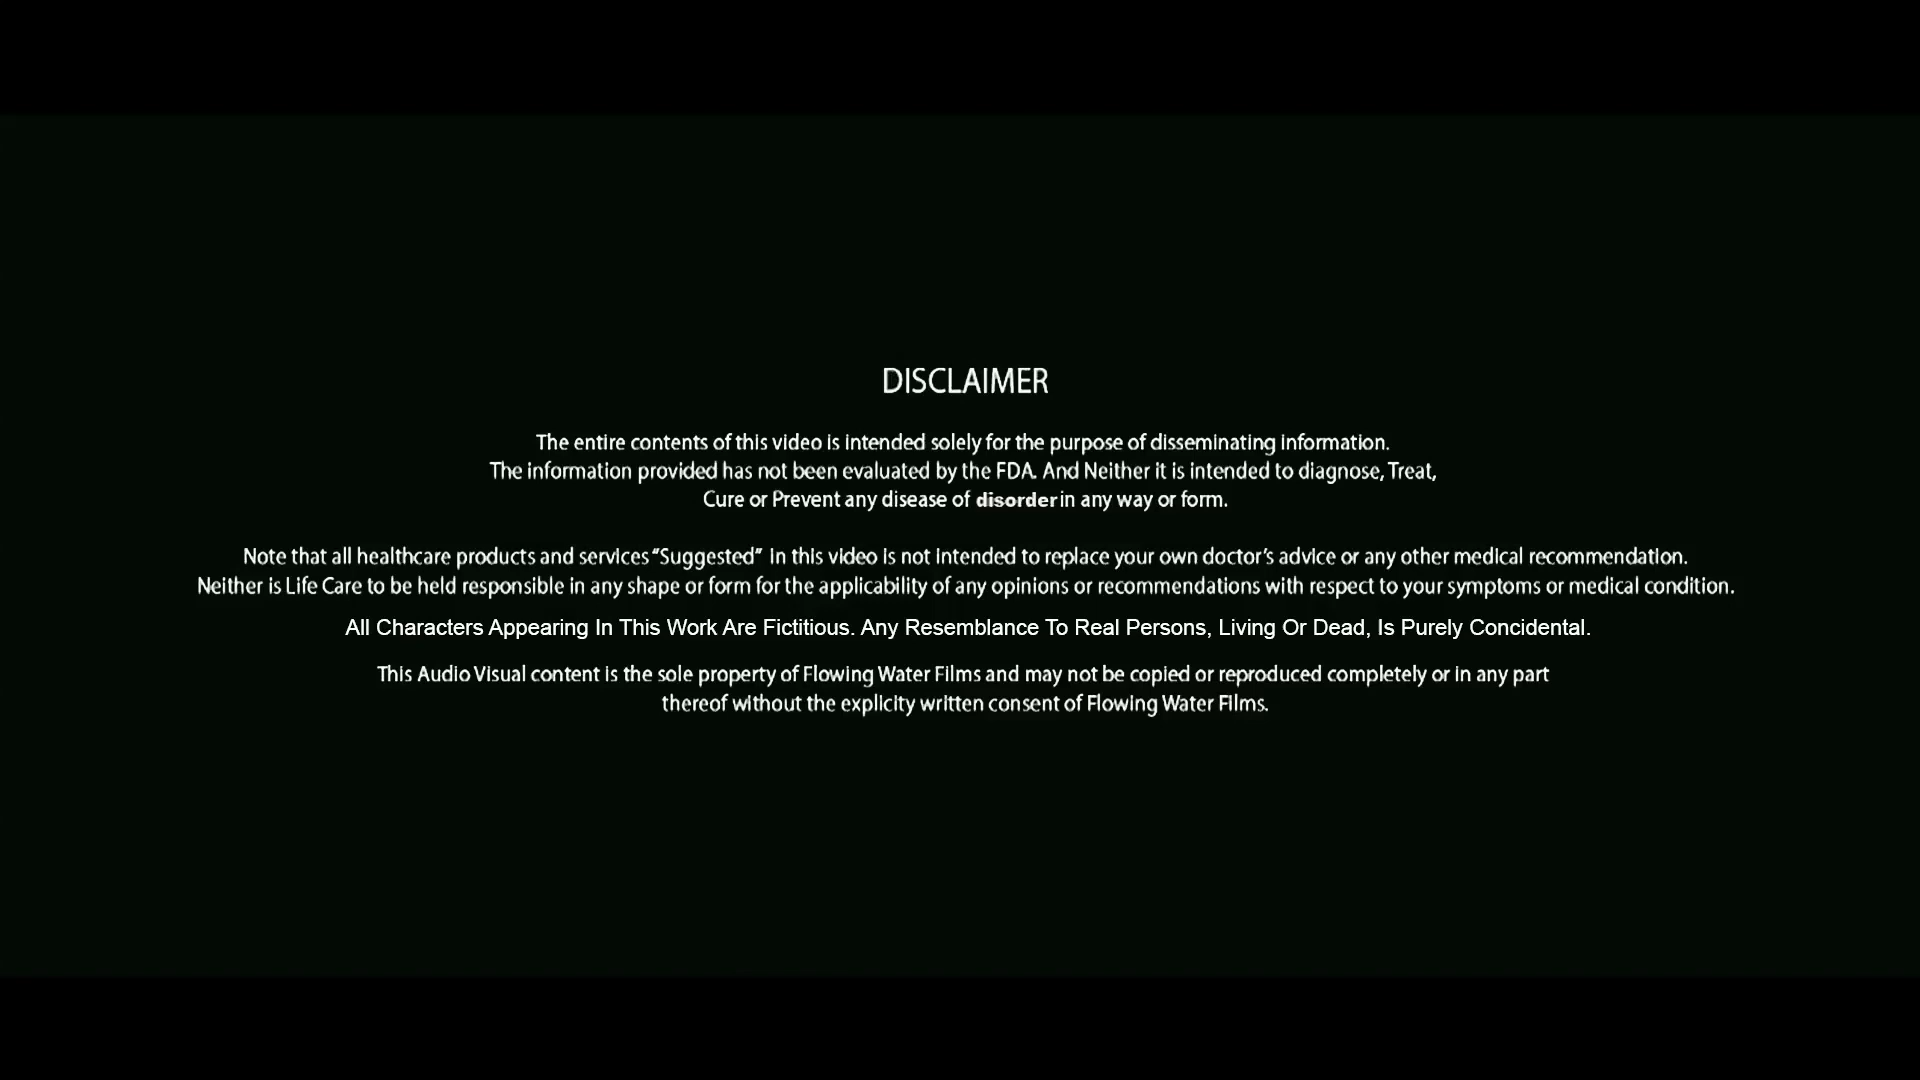 DISCLAIMER
The entire contents of this video is intended solely for the purpose of disseminating information.
The information provided has not been evaluated by the FDA. And Neither it is intended to diagnose, Treat,
Cure or Prevent any disease of disorder in any way or form.
Note that all healthcare products and services “Suggested” in this video is not intended to replace your own doctor's advice or any other medical recommendation.
Neither is Life Care to be held responsible in any shape or form for the applicability of any opinions or recommendations with respect to your symptoms or medical condition.
All Characters Appearing In This Work Are Fictitious. Any Resemblance To Real Persons, Living Or Dead, Is Purely Concidental.
This Audio Visual content is the sole property of Flowing Water Films and may not be copied or reproduced completely or in any part
thereof without the explicity written consent of Flowing Water Films.